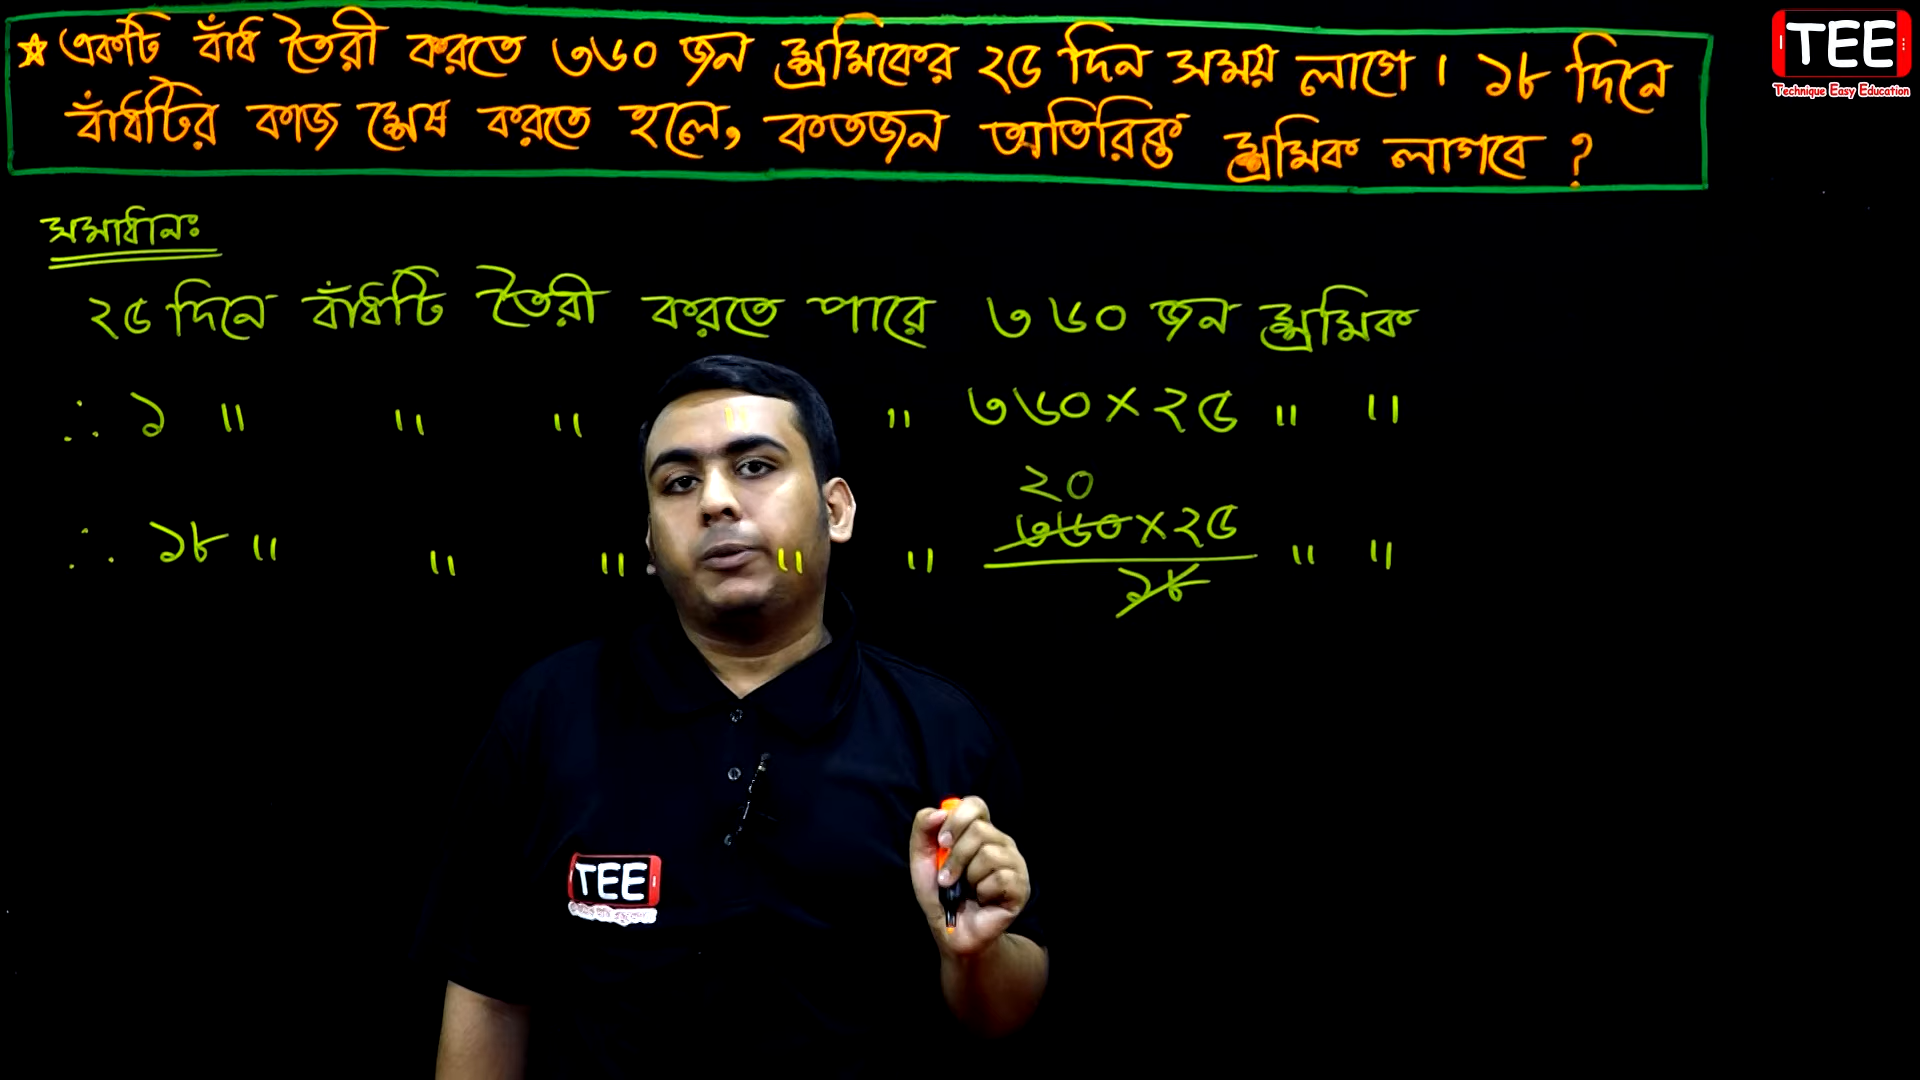 ☆ একটি বাঁধ তৈরী করতে ৩৬০ জন শ্রমিকের ২৫ দিন সময় লাগে। ১৮ দিনে
বাঁধটির কাজ শেষ করতে হলে, কতজন অতিরিক্ত শ্রমিক লাগবে ?
TEE
Technique Easy Education
সমাধানঃ
২৫ দিনে বাঁধটি তৈরী করতে পারে ৩৬০ জন শ্রমিক
∴ ১ " " " " " ৩৬০ × ২৫ " "
২০
∴ ১৮ " " " " " ৩৬০ × ২৫ " "
১৮
TEE